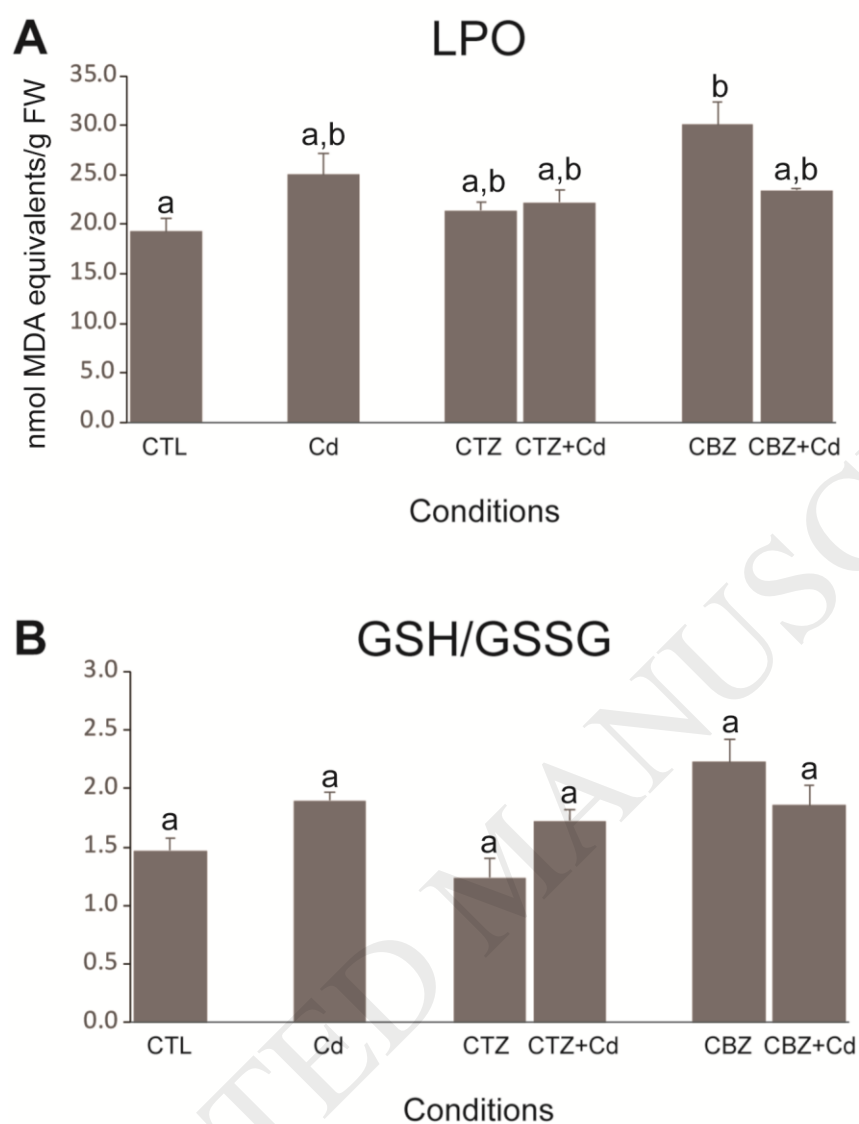 A
LPO
nmol MDA equivalents/g FW
35.0
30.0
25.0
20.0
15.0
10.0
5.0
0.0
a
a,b
a,b
a,b
b
a,b
CTL Cd CTZ CTZ+Cd CBZ CBZ+Cd
Conditions
B
GSH/GSSG
3.0
2.5
2.0
1.5
1.0
0.5
0.0
a
a
a
a
a
a
CTL Cd CTZ CTZ+Cd CBZ CBZ+Cd
Conditions
TED MANUSC